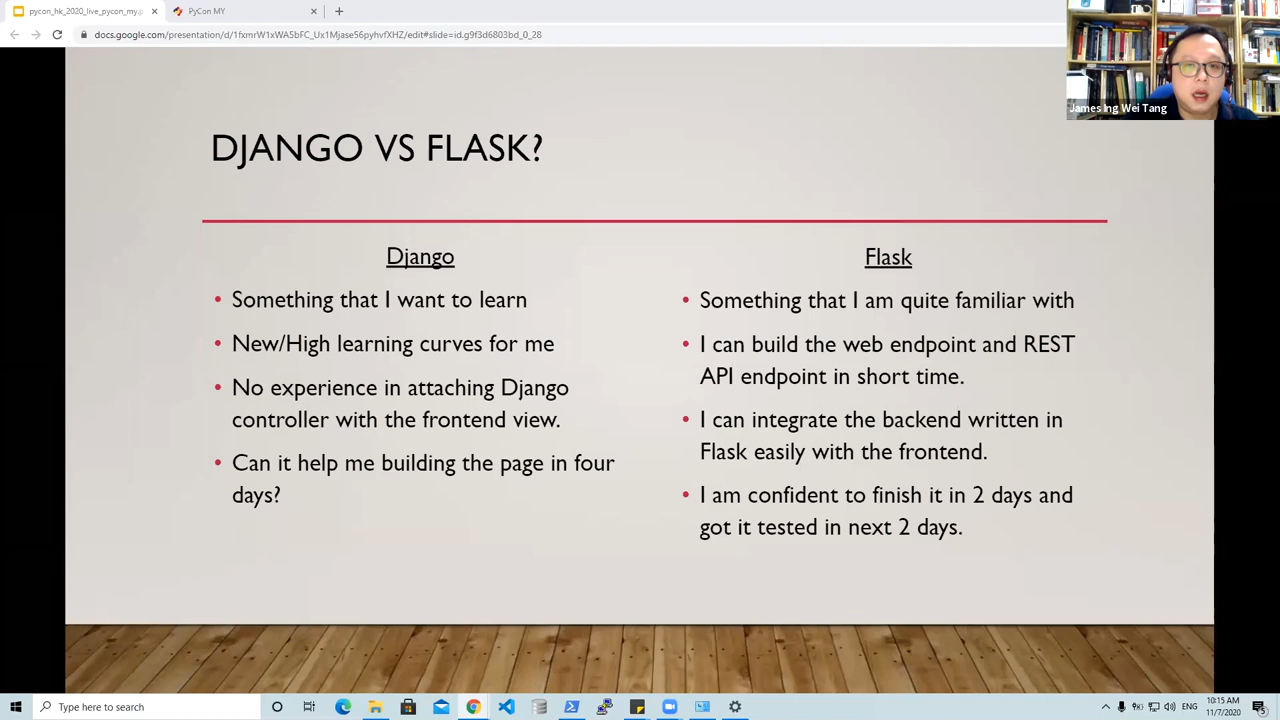 pycon_hk_2020_live_pycon_my.p
PyCon MY
docs.google.com/presentation/d/1fxmrW1xWA5bFC_Ux1Mjase56pyhvfXHZ/edit#slide=id.g9f3d6803bd_0_28
James Ing Wei Tang
DJANGO VS FLASK?
Django
Something that I want to learn
New/High learning curves for me
No experience in attaching Django
controller with the frontend view.
Can it help me building the page in four
days?
Flask
Something that I am quite familiar with
I can build the web endpoint and REST
API endpoint in short time.
I can integrate the backend written in
Flask easily with the frontend.
I am confident to finish it in 2 days and
got it tested in next 2 days.
Type here to search
ENG
10:15 AM
11/7/2020
5